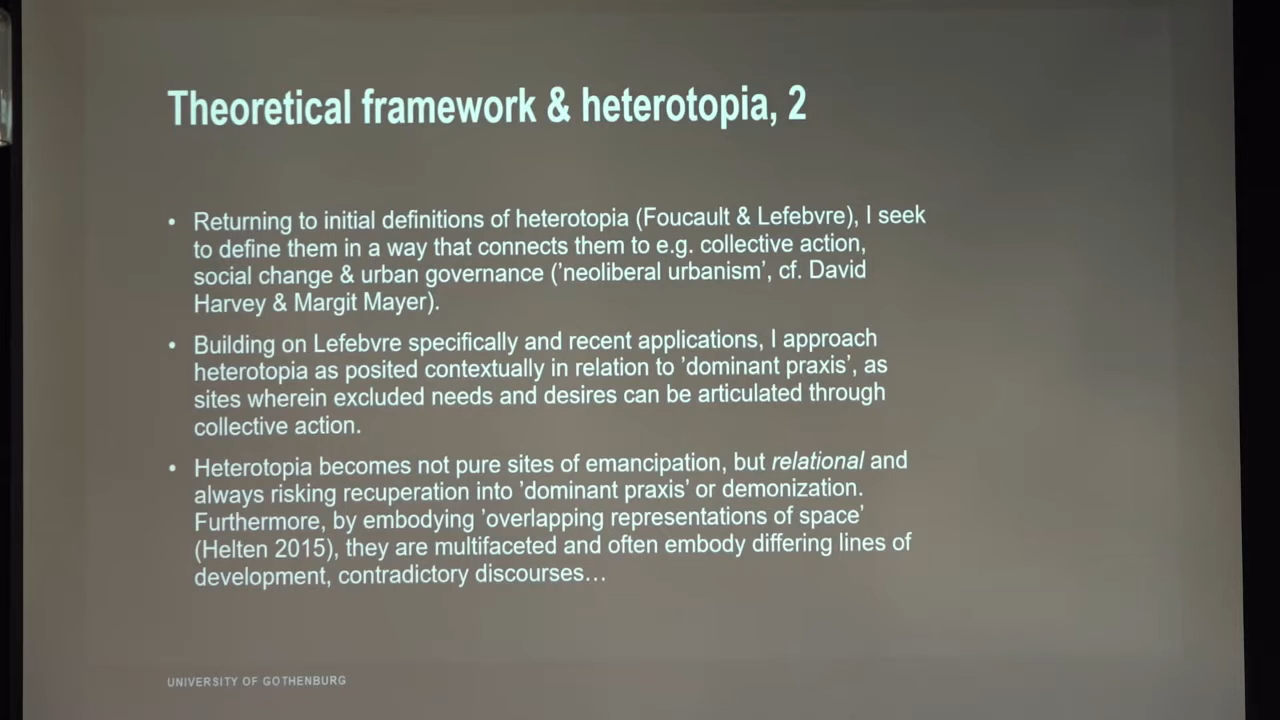 Theoretical framework & heterotopia, 2
• Returning to initial definitions of heterotopia (Foucault & Lefebvre), I seek
to define them in a way that connects them to e.g. collective action,
social change & urban governance (’neoliberal urbanism’, cf. David
Harvey & Margit Mayer).
• Building on Lefebvre specifically and recent applications, I approach
heterotopia as posited contextually in relation to ’dominant praxis’, as
sites wherein excluded needs and desires can be articulated through
collective action.
• Heterotopia becomes not pure sites of emancipation, but relational and
always risking recuperation into ’dominant praxis’ or demonization.
Furthermore, by embodying ’overlapping representations of space’
(Helten 2015), they are multifaceted and often embody differing lines of
development, contradictory discourses…
UNIVERSITY OF GOTHENBURG